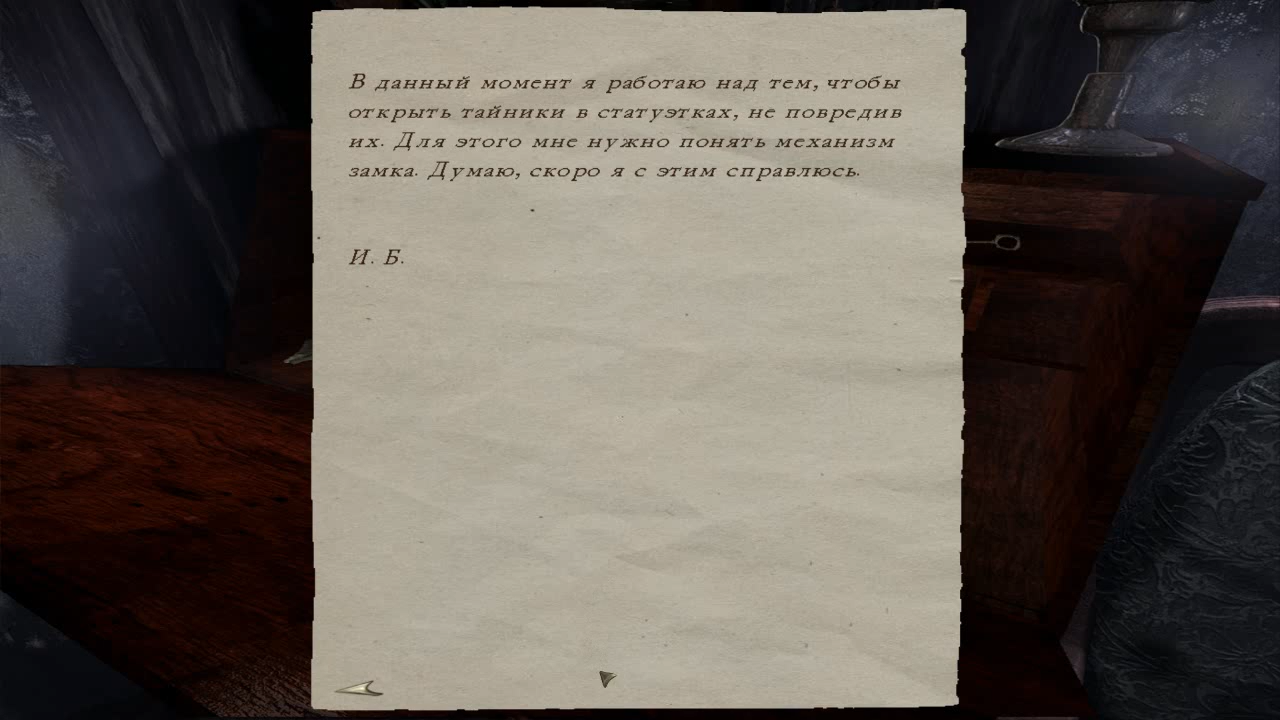 В данный момент я работаю над тем, чтобы
открыть тайники в статуэтках, не повредив
их. Для этого мне нужно понять механизм
замка. Думаю, скоро я с этим справлюсь.
И. Б.